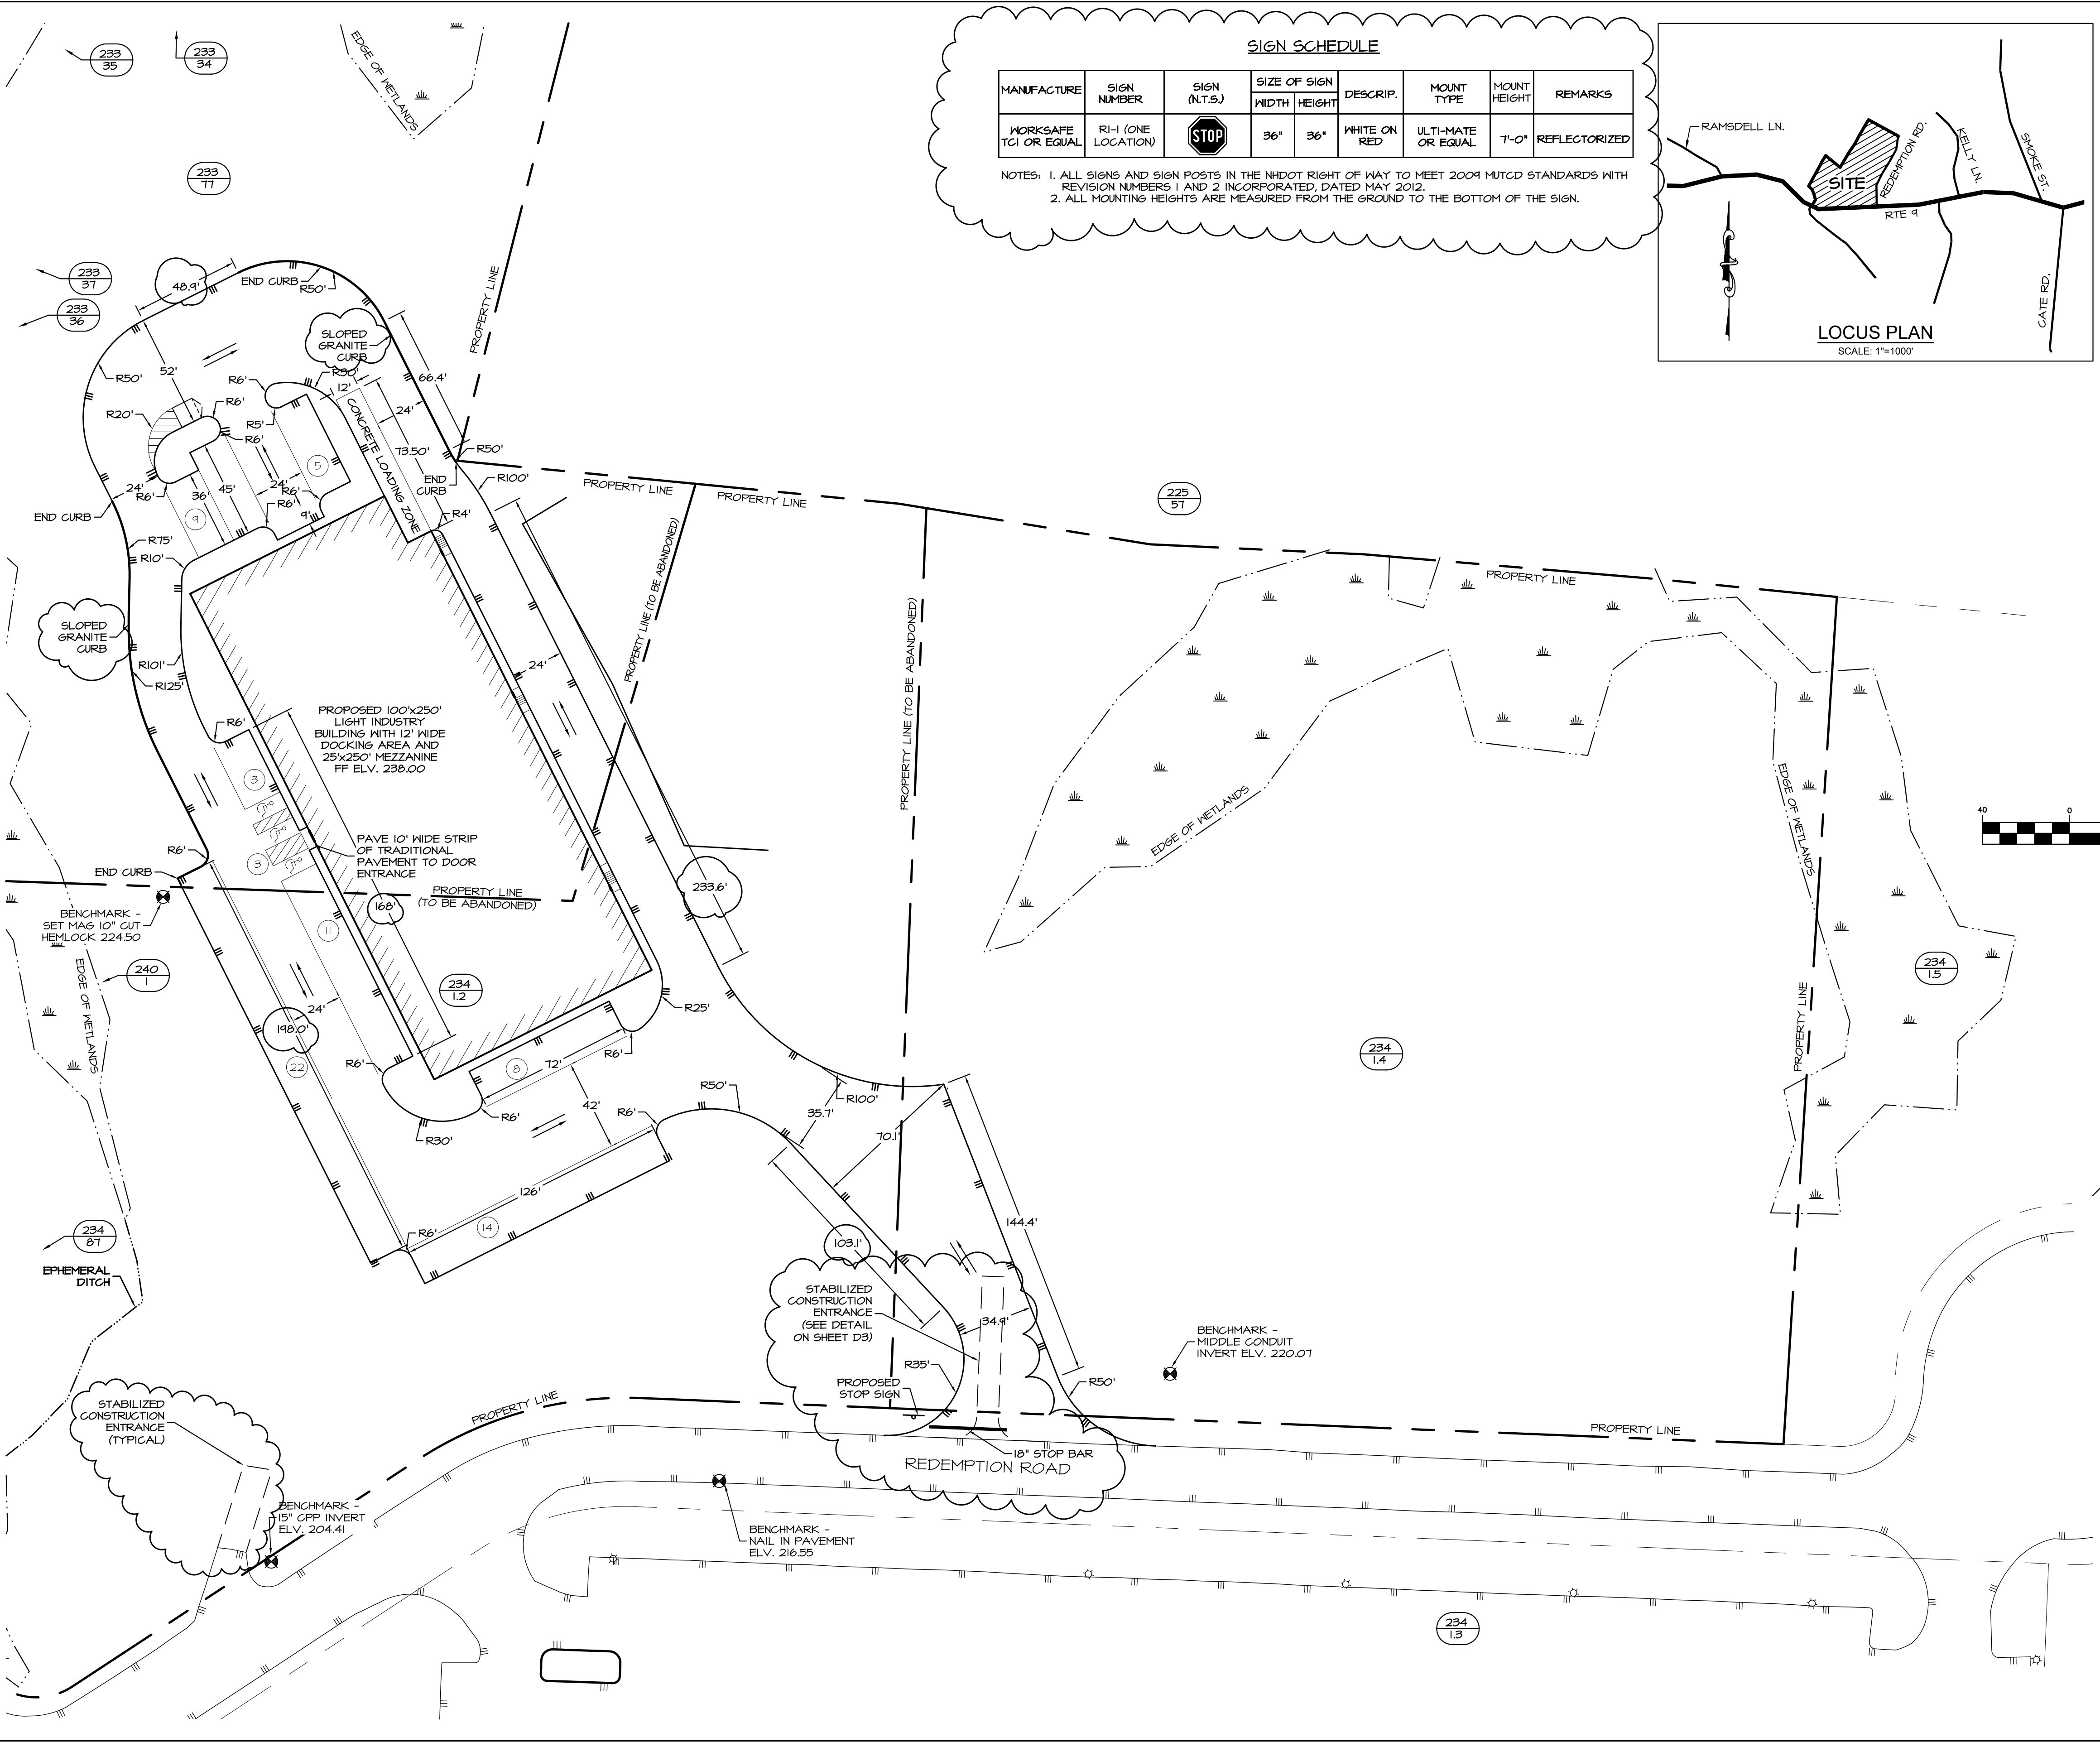 SIGN SCHEDULE
MANUFACTURE
SIGN
NUMBER
SIGN
(N.T.S.)
SIZE OF SIGN
WIDTH
HEIGHT
DESCRIP.
MOUNT
TYPE
MOUNT
HEIGHT
REMARKS
WORKSAFE
TCI OR EQUAL
R1-1 (ONE
LOCATION)
STOP
36"
36"
WHITE ON
RED
ULTI-MATE
OR EQUAL
7'-0"
REFLECTORIZED
NOTES: 1. ALL SIGNS AND SIGN POSTS IN THE NHDOT RIGHT OF WAY TO MEET 2009 MUTCD STANDARDS WITH
REVISION NUMBERS 1 AND 2 INCORPORATED, DATED MAY 2012.
2. ALL MOUNTING HEIGHTS ARE MEASURED FROM THE GROUND TO THE BOTTOM OF THE SIGN.
RAMSDELL LN.
SITE
REDEMPTION RD.
KELLY LN.
SMOKE ST.
RTE 9
CATE RD.
LOCUS PLAN
SCALE: 1"=1000'
233
35
233
34
EDGE OF WETLANDS
233
77
233
37
233
36
48.9'
END CURB
R50'
PROPERTY LINE
SLOPED
GRANITE
CURB
52'
R50'
R6'
R30'
12'
66.4'
24'
R20'
R6'
R5'
R6'
CONCRETE LOADING ZONE
73.50'
R50'
5
END
CURB
R100'
24'
R6'
36'
45'
24'
R6'
R6'
9'
R4'
END CURB
9
R75'
R10'
PROPERTY LINE
PROPERTY LINE
225
57
PROPERTY LINE (TO BE ABANDONED)
PROPERTY LINE (TO BE ABANDONED)
PROPERTY LINE
SLOPED
GRANITE
CURB
R101'
R125'
24'
R6'
PROPOSED 100'x250'
LIGHT INDUSTRY
BUILDING WITH 12' WIDE
DOCKING AREA AND
25'x250' MEZZANINE
FF ELV. 238.00
3
PAVE 10' WIDE STRIP
OF TRADITIONAL
PAVEMENT TO DOOR
ENTRANCE
R6'
3
END CURB
PROPERTY LINE
(TO BE ABANDONED)
168'
233.6'
EDGE OF WETLANDS
EDGE OF WETLANDS
40
0
BENCHMARK -
SET MAG 10" CUT
HEMLOCK 224.50
11
240
1
EDGE OF WETLANDS
234
1.2
234
1.5
24'
198.0'
R25'
PROPERTY LINE
22
R6'
R6'
8
72'
234
1.4
R50'
R100'
42'
R6'
R6'
R30'
35.7'
70.1'
126'
14
R6'
144.4'
234
87
103.1'
EPHEMERAL
DITCH
STABILIZED
CONSTRUCTION
ENTRANCE
(SEE DETAIL
ON SHEET D3)
34.9'
BENCHMARK -
MIDDLE CONDUIT
INVERT ELV. 220.07
R35'
PROPOSED
STOP SIGN
R50'
STABILIZED
CONSTRUCTION
ENTRANCE
(TYPICAL)
PROPERTY LINE
PROPERTY LINE
18" STOP BAR
REDEMPTION ROAD
BENCHMARK -
15" CPP INVERT
ELV. 204.41
BENCHMARK -
NAIL IN PAVEMENT
ELV. 216.55
234
1.3